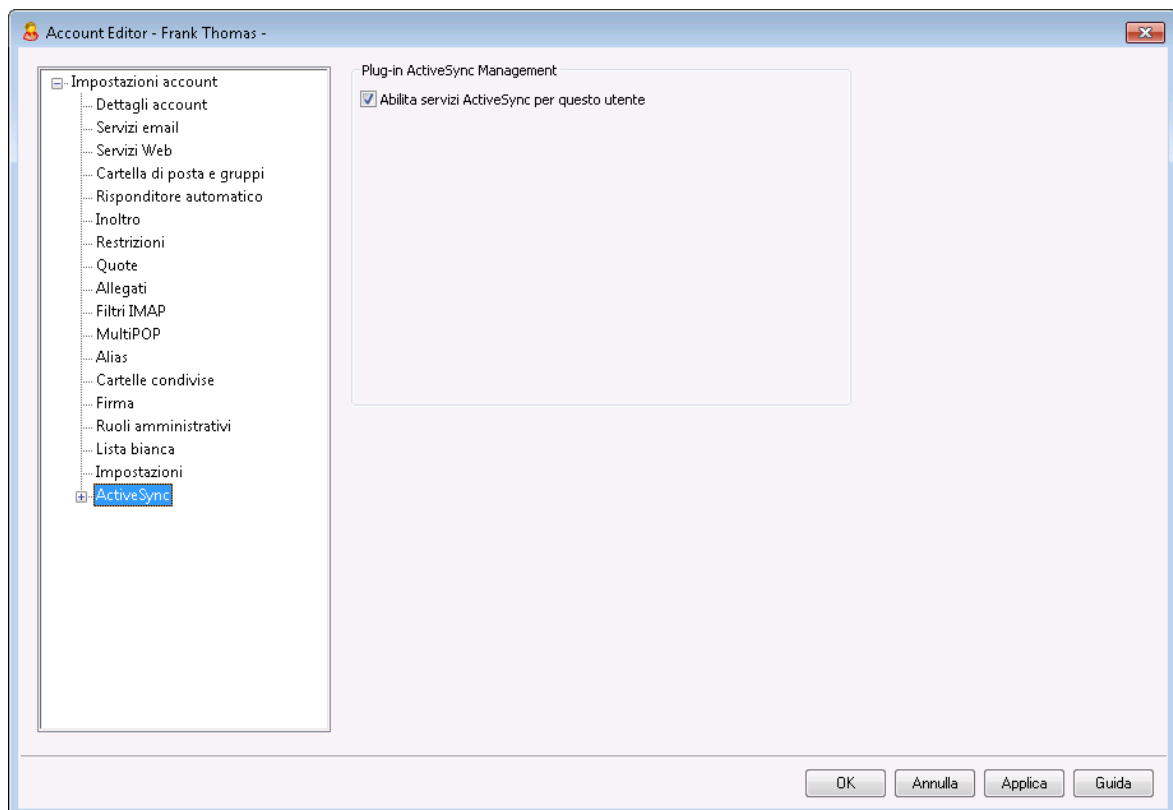 Account Editor - Frank Thomas -
Impostazioni account
Dettagli account
Servizi email
Servizi Web
Cartella di posta e gruppi
Risponditore automatico
Inoltro
Restrizioni
Quote
Allegati
Filtri IMAP
MultiPOP
Alias
Cartelle condivise
Firma
Ruoli amministrativi
Lista bianca
Impostazioni
ActiveSync
Plug-in ActiveSync Management
Abilita servizi ActiveSync per questo utente
OK
Annulla
Applica
Guida